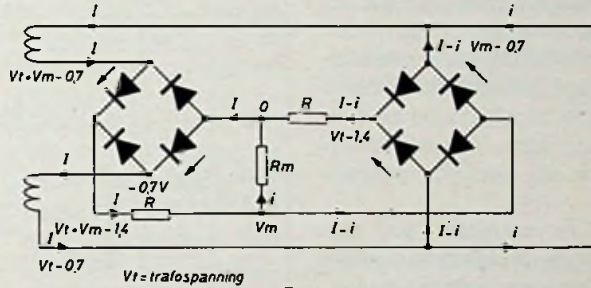 I i
I I-i Vm-0,7
Vt+Vm-0,7
I O R I-i
Vt-1,4
I Rm
-0,7V
I R i
Vt+Vm-1,4 Vm I-i I-i
I i
Vt-0,7
Vt=trafospanning